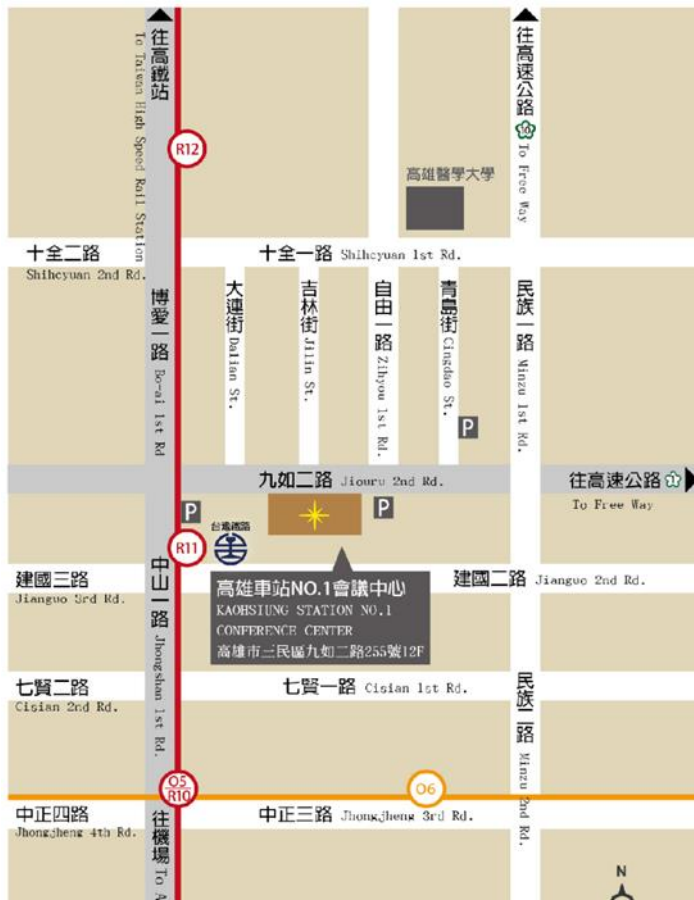 往高鐵站
To Taiwan High Speed Rail Station
往高速公路 10
To Free Way
R12
高雄醫學大學
十全二路
Shihcyuan 2nd Rd.
十全一路 Shihcyuan 1st Rd.
博愛一路 Bo-ai 1st Rd
大連街 Dalian St.
吉林街 Jilin St.
自由一路 Zihyou 1st Rd.
青島街 Cingdao St.
民族一路 Minzu 1st Rd.
P
九如二路 Jiouru 2nd Rd.
往高速公路 1
To Free Way
P
P
台灣鐵路
R11
建國三路
Jianguo 3rd Rd.
建國二路 Jianguo 2nd Rd.
高雄車站NO.1會議中心
KAOHSIUNG STATION NO.1
CONFERENCE CENTER
高雄市三民區九如二路255號12F
中山一路 Jhongshan 1st Rd.
七賢二路
Cisian 2nd Rd.
七賢一路 Cisian 1st Rd.
民族二路 Minzu 2nd Rd.
O5
R10
O6
中正四路
Jhongjheng 4th Rd.
中正三路 Jhongjheng 3rd Rd.
往機場 To A
N